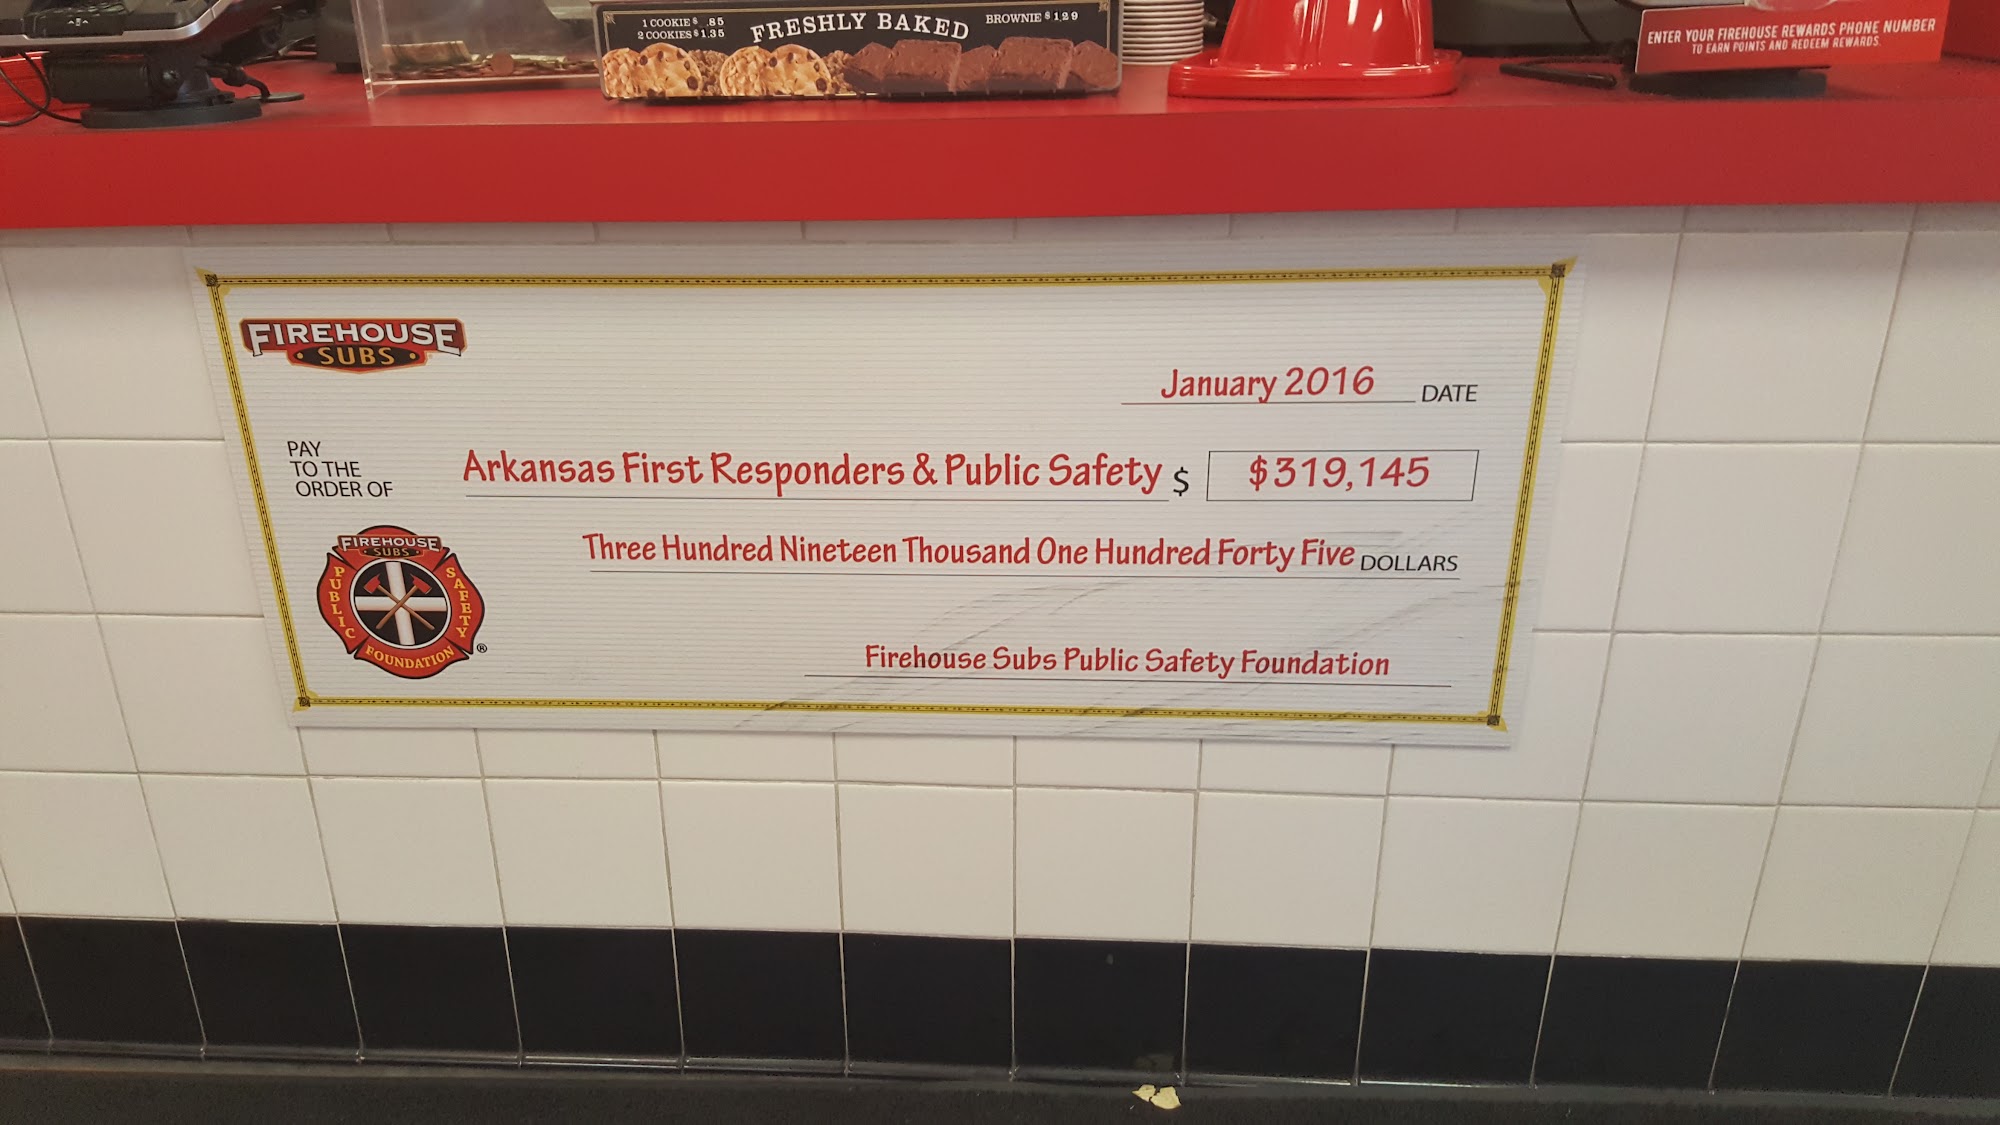 1 COOKIE $ .85
2 COOKIES $ 1.35
FRESHLY BAKED
BROWNIE $ 1.29
ENTER YOUR FIREHOUSE REWARDS PHONE NUMBER
TO EARN POINTS AND REDEEM REWARDS.
FIREHOUSE
SUBS
January 2016 DATE
PAY
TO THE
ORDER OF
Arkansas First Responders & Public Safety $ $319,145
Three Hundred Nineteen Thousand One Hundred Forty Five DOLLARS
FIREHOUSE
SUBS
PUBLIC
SAFETY
FOUNDATION
®
Firehouse Subs Public Safety Foundation